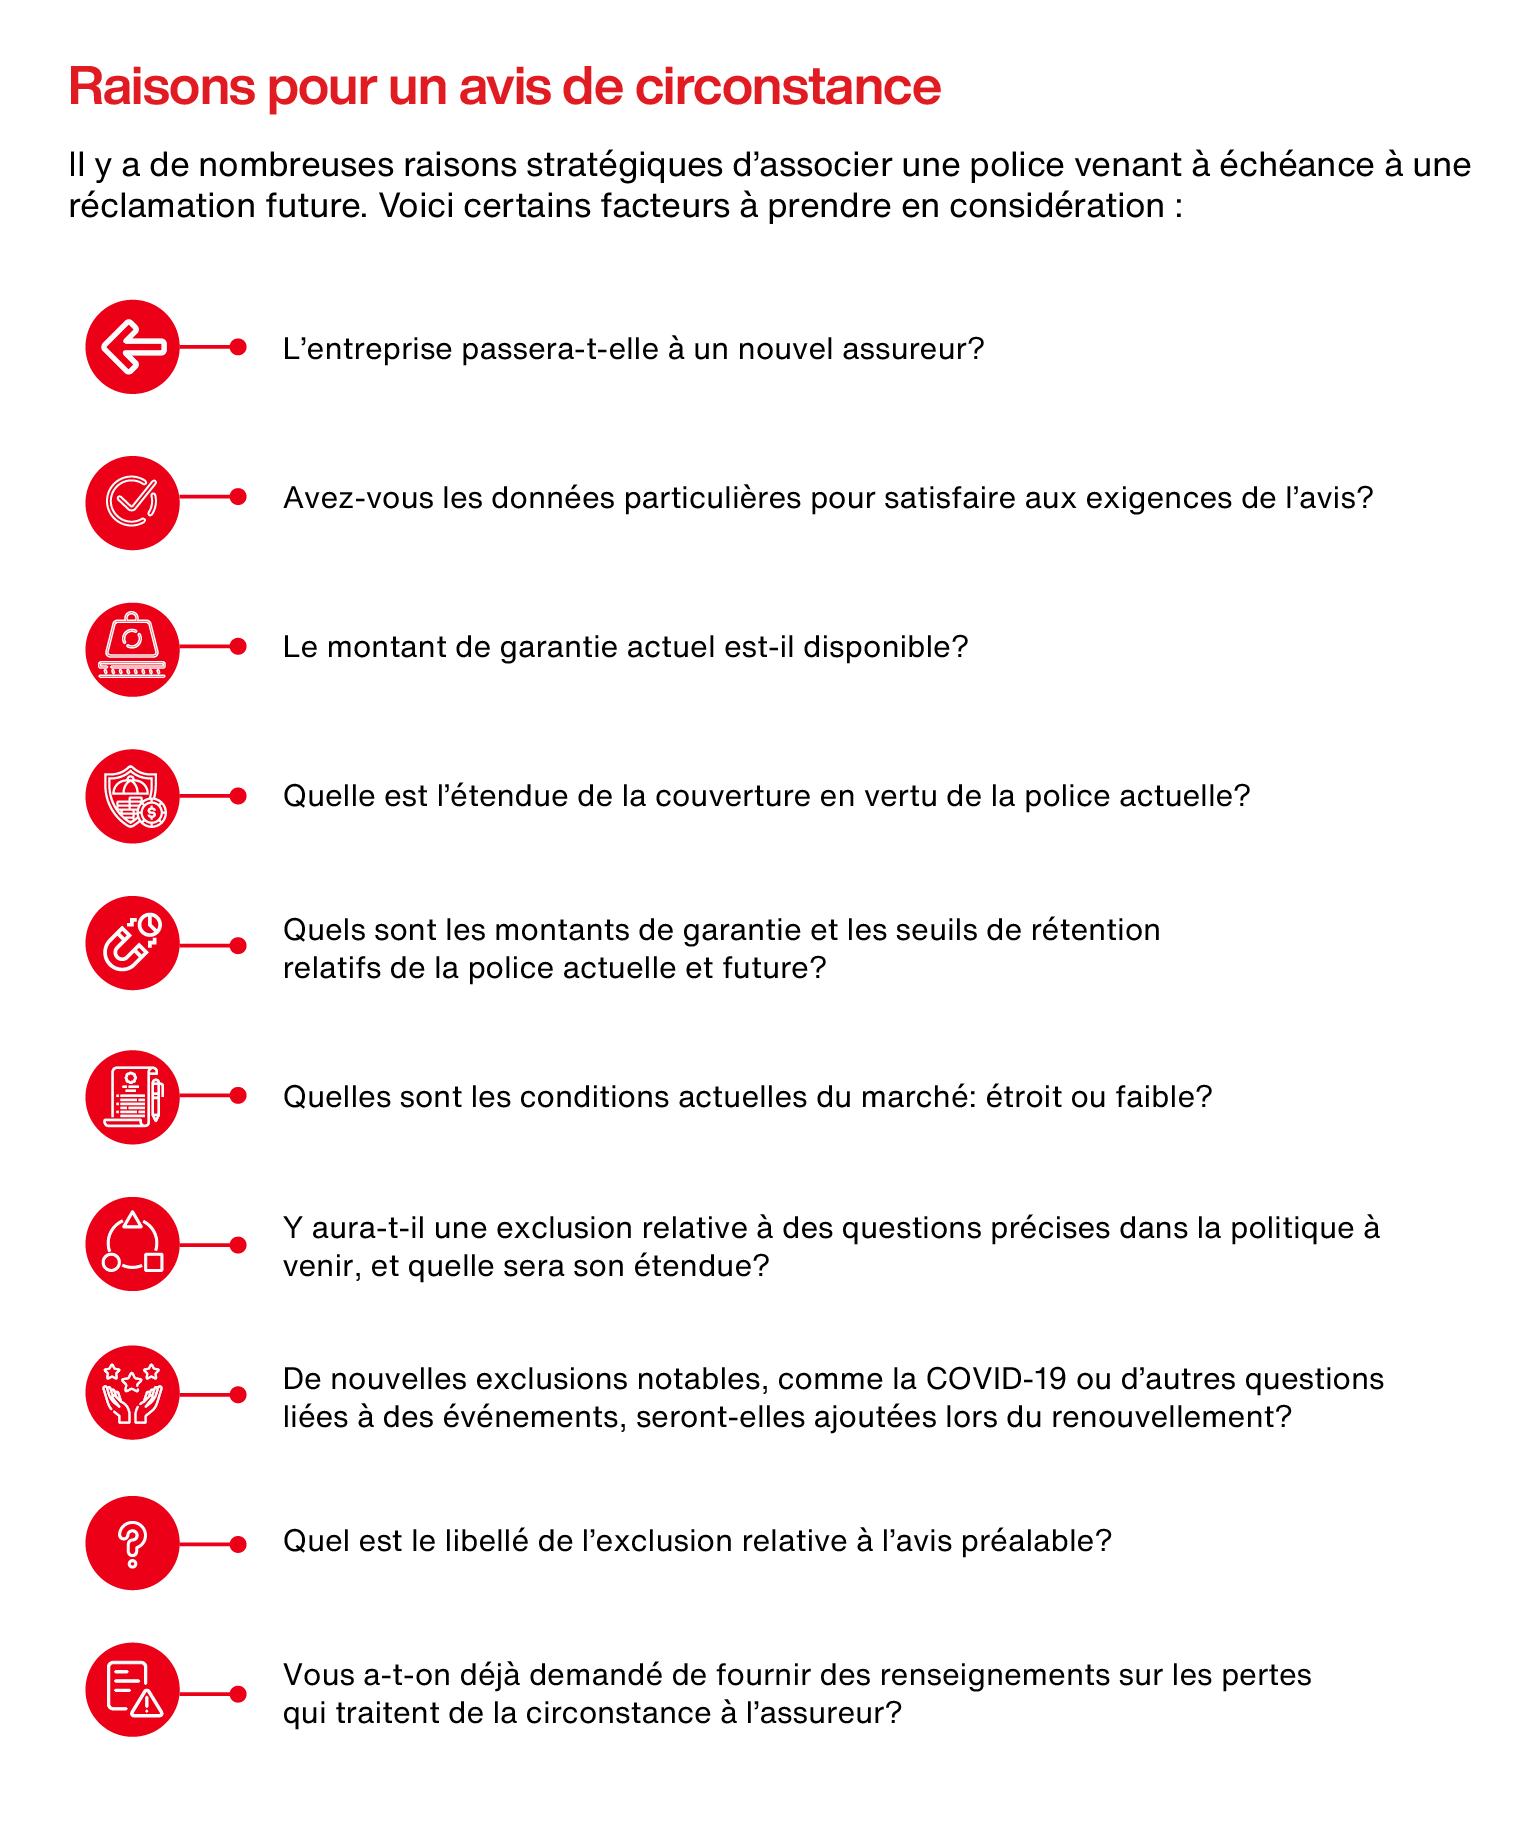 Raisons pour un avis de circonstance
Il y a de nombreuses raisons stratégiques d’associer une police venant à échéance à une
réclamation future. Voici certains facteurs à prendre en considération :
L’entreprise passera-t-elle à un nouvel assureur?
Avez-vous les données particulières pour satisfaire aux exigences de l’avis?
Le montant de garantie actuel est-il disponible?
$
Quelle est l’étendue de la couverture en vertu de la police actuelle?
Quels sont les montants de garantie et les seuils de rétention
relatifs de la police actuelle et future?
Quelles sont les conditions actuelles du marché: étroit ou faible?
Y aura-t-il une exclusion relative à des questions précises dans la politique à
venir, et quelle sera son étendue?
De nouvelles exclusions notables, comme la COVID-19 ou d’autres questions
liées à des événements, seront-elles ajoutées lors du renouvellement?
?
Quel est le libellé de l’exclusion relative à l’avis préalable?
!
Vous a-t-on déjà demandé de fournir des renseignements sur les pertes
qui traitent de la circonstance à l’assureur?